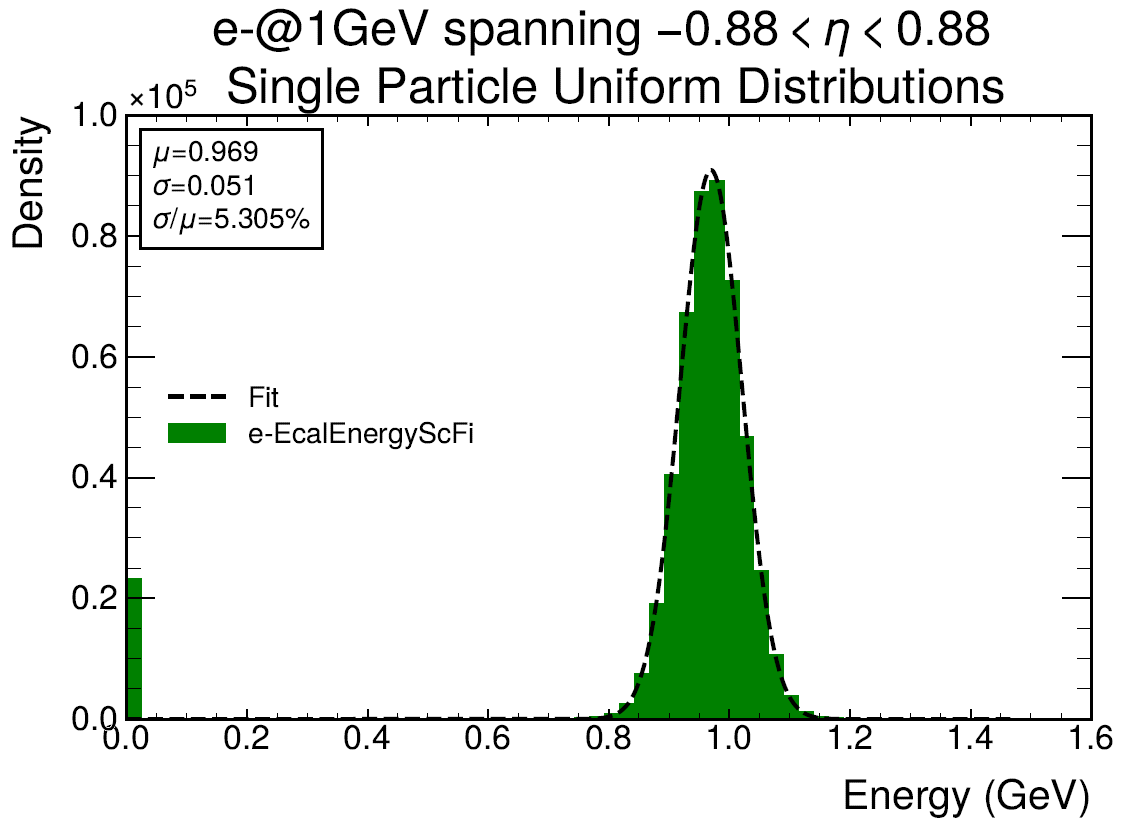 e-@1GeV spanning −0.88 < η < 0.88
Single Particle Uniform Distributions
×10⁵
Density
1.0
0.8
0.6
0.4
0.2
0.0
μ=0.969
σ=0.051
σ/μ=5.305%
Fit
e-EcalEnergyScFi
0.0 0.2 0.4 0.6 0.8 1.0 1.2 1.4 1.6
Energy (GeV)